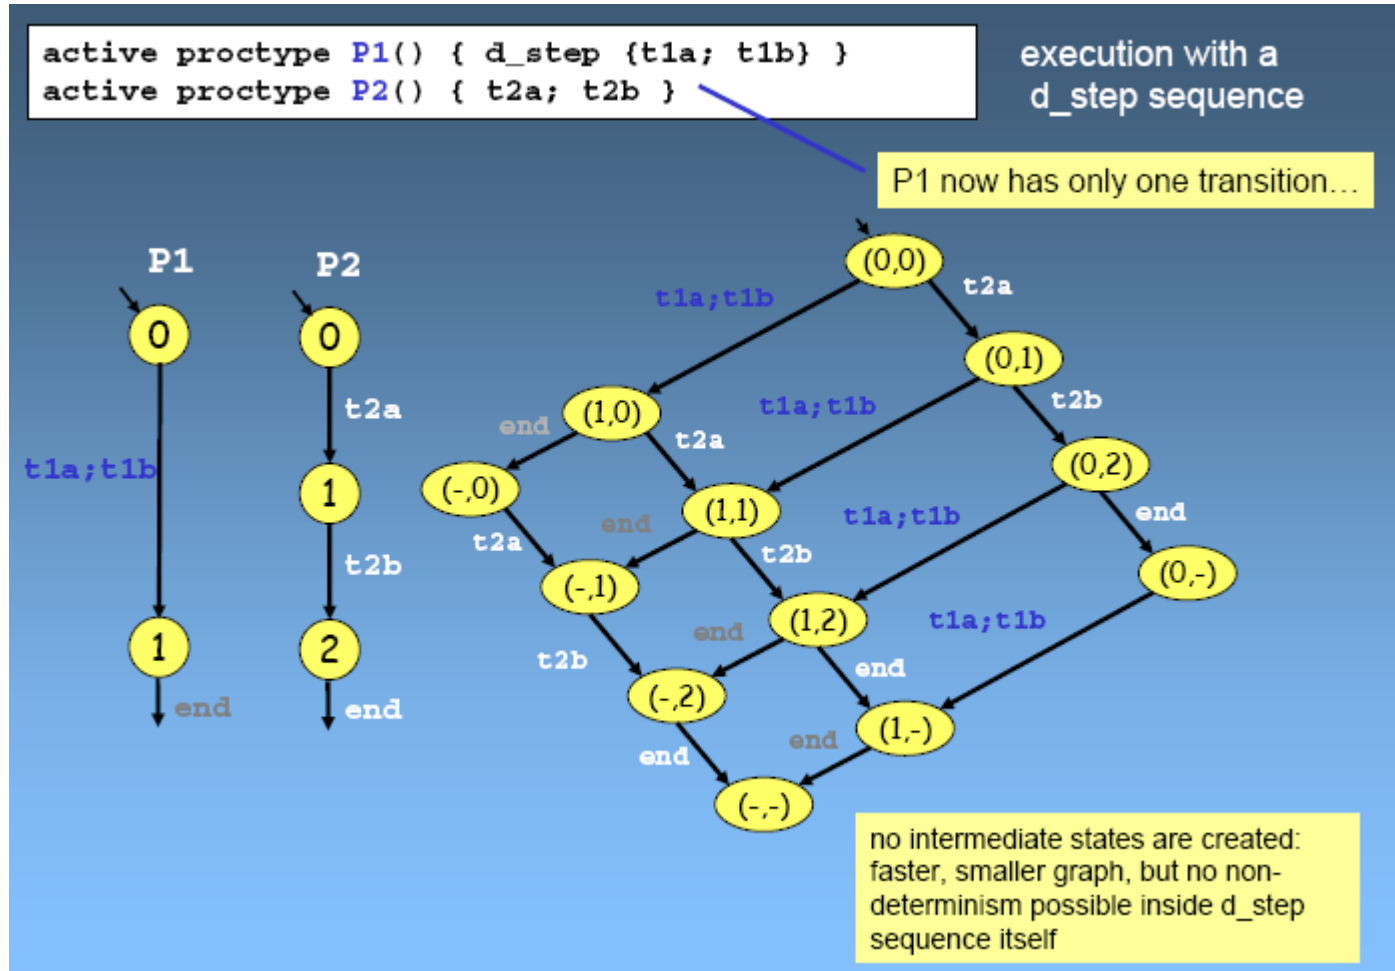 active proctype P1() { d_step {t1a; t1b} }
active proctype P2() { t2a; t2b }
execution with a
d_step sequence
P1 now has only one transition...
P1
P2
0
0
t2a
t1a;t1b
1
t2b
1
2
end
end
(0,0)
t1a;t1b
t2a
(0,1)
(1,0)
t1a;t1b
t2b
end
t2a
(0,2)
(-,0)
(1,1)
t1a;t1b
end
end
t2a
t2b
(0,-)
(-,1)
(1,2)
t1a;t1b
end
t2b
end
(-,2)
(1,-)
end
end
(-,-)
no intermediate states are created:
faster, smaller graph, but no non-
determinism possible inside d_step
sequence itself